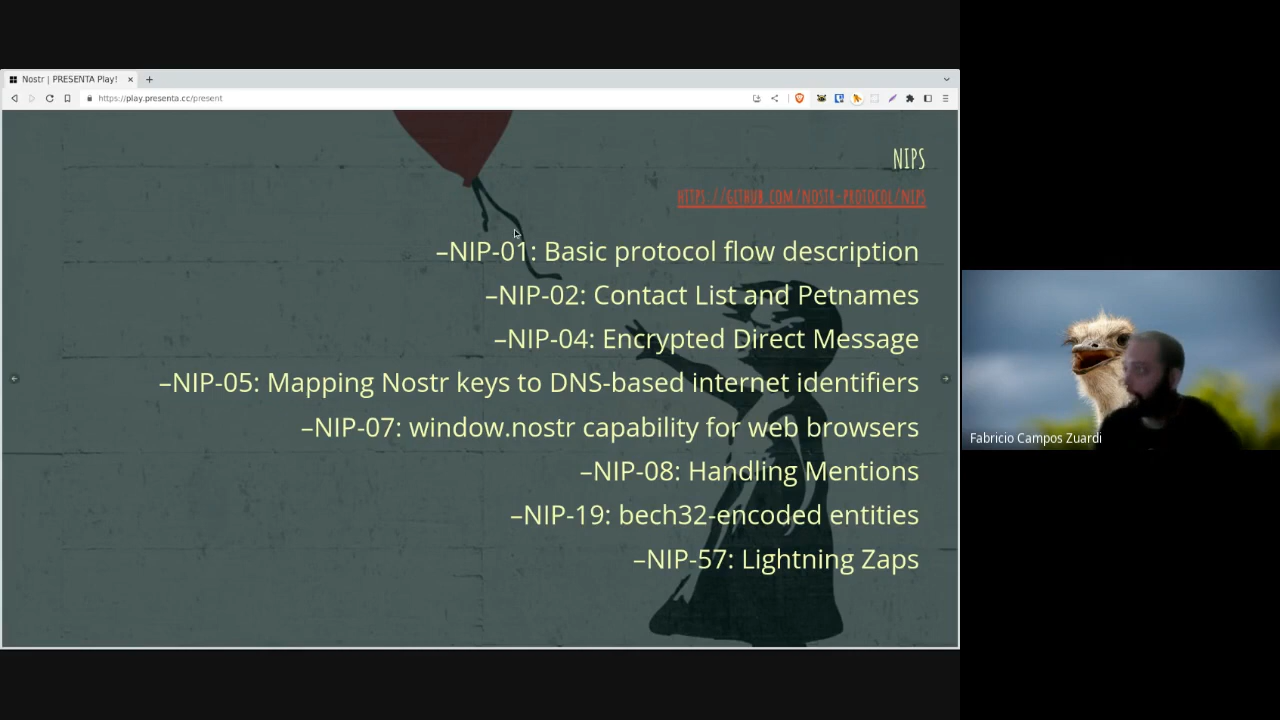 Nostr | PRESENTA Play!
https://play.presenta.cc/present
NIPS
HTTPS://GITHUB.COM/NOSTR-PROTOCOL/NIPS
–NIP-01: Basic protocol flow description
–NIP-02: Contact List and Petnames
–NIP-04: Encrypted Direct Message
–NIP-05: Mapping Nostr keys to DNS-based internet identifiers
–NIP-07: window.nostr capability for web browsers
–NIP-08: Handling Mentions
–NIP-19: bech32-encoded entities
–NIP-57: Lightning Zaps
Fabricio Campos Zuardi